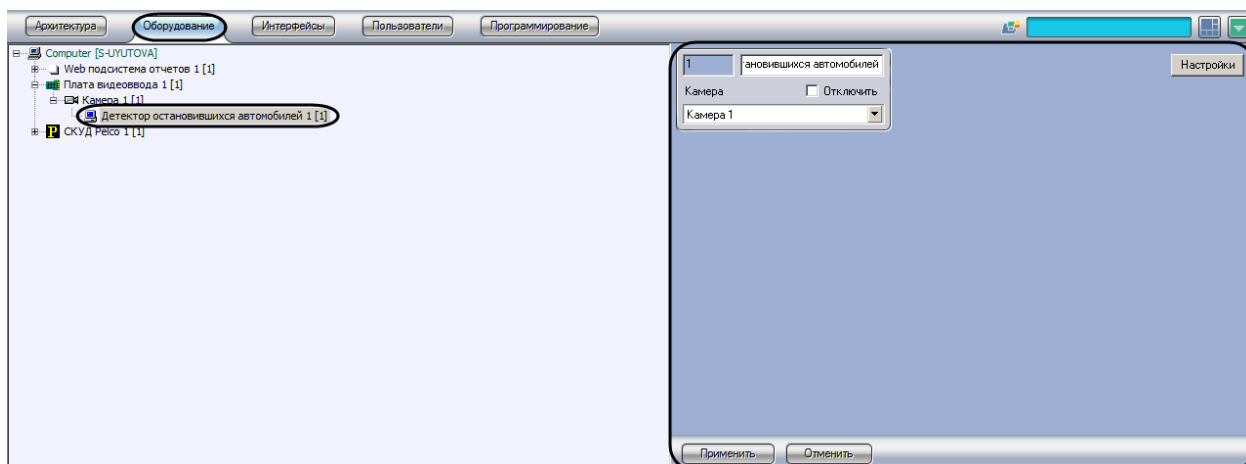 Архитектура Оборудование Интерфейсы Пользователи Программирование
Computer [S-UYUTOVA]
Web подсистема отчетов 1 [1]
Плата видеоввода 1 [1]
Камера 1 [1]
Детектор остановившихся автомобилей 1 [1]
СКУД Pelco 1 [1]
1 тановившихся автомобилей Настройки
Камера Отключить
Камера 1
Применить Отменить